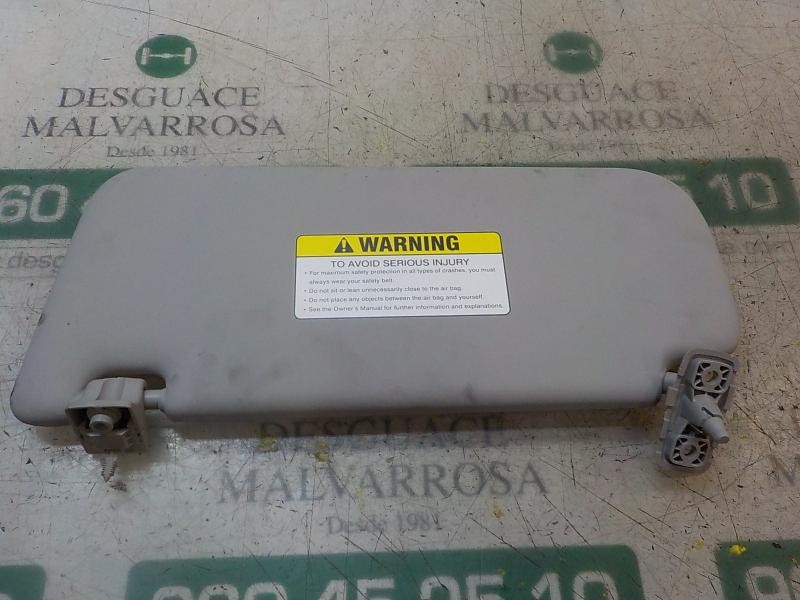 DESGUACE
MALVARROSA
Desde 1981
DESGUACE
MALVARROSA
60
510
WARNING
TO AVOID SERIOUS INJURY
• For maximum safety protection in all types of crashes, you must
always wear your safety belt.
• Do not sit or lean unnecessarily close to the air bag.
• Do not place any objects between the air bag and yourself.
• See the Owner's Manual for further information and explanations.
DESGUACE
MALVARROSA
Desde 1981